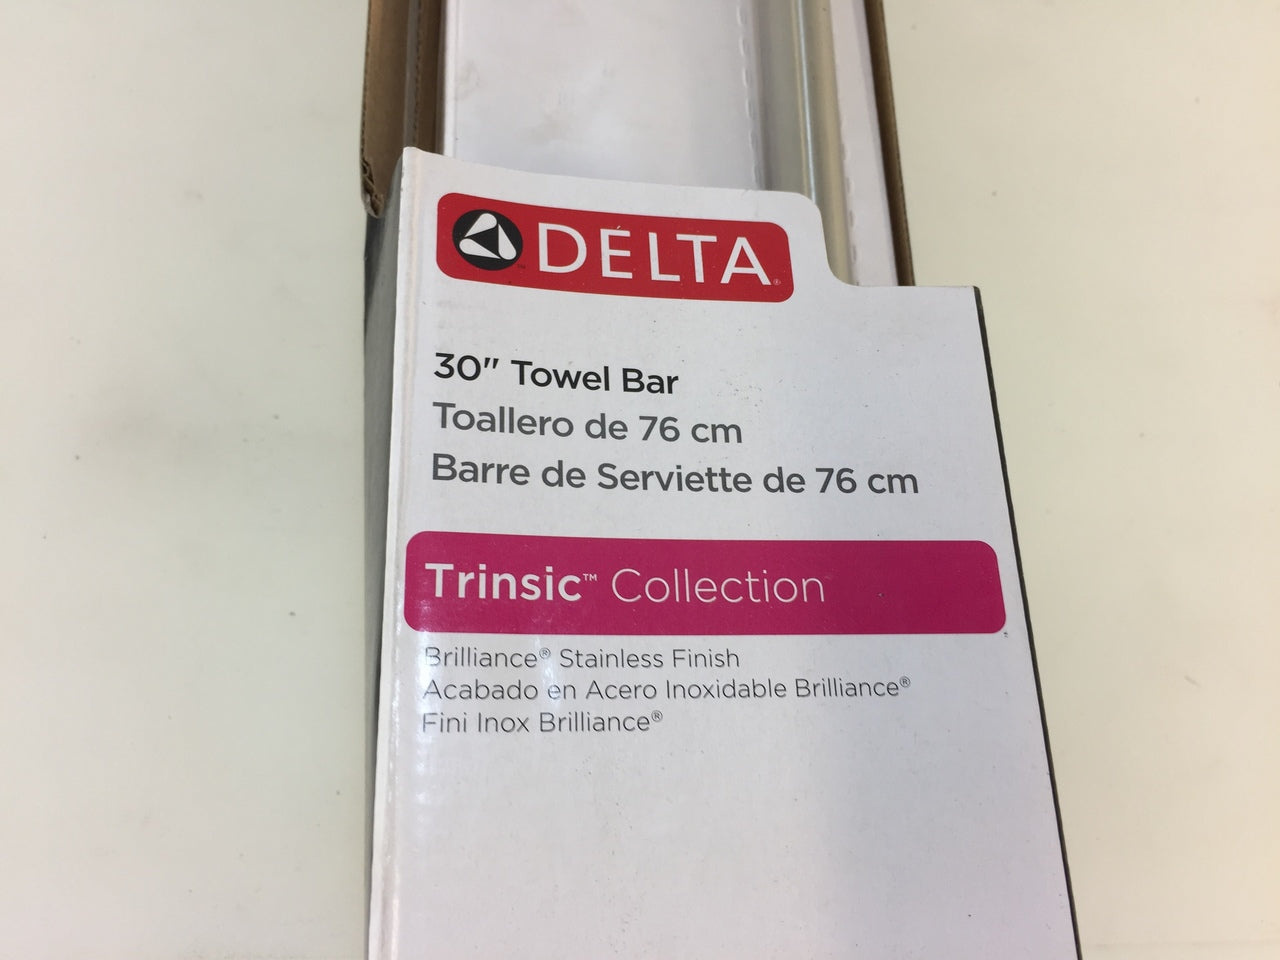 DELTA®
30" Towel Bar
Toallero de 76 cm
Barre de Serviette de 76 cm
Trinsic™ Collection
Brilliance® Stainless Finish
Acabado en Acero Inoxidable Brilliance®
Fini Inox Brilliance®